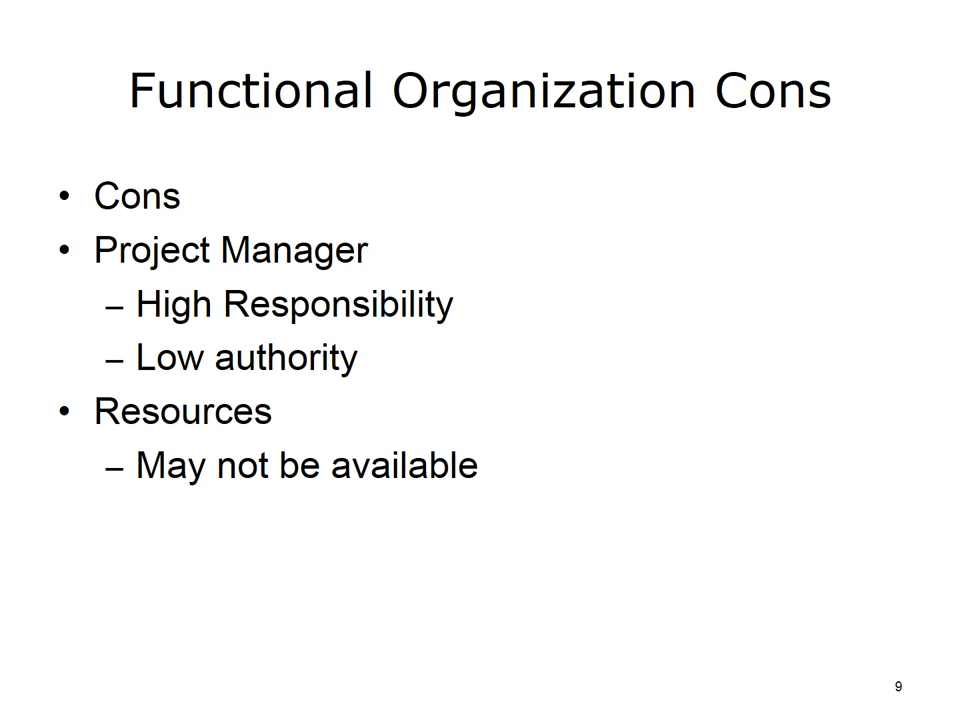 Functional Organization Cons
• Cons
• Project Manager
– High Responsibility
– Low authority
• Resources
– May not be available
9